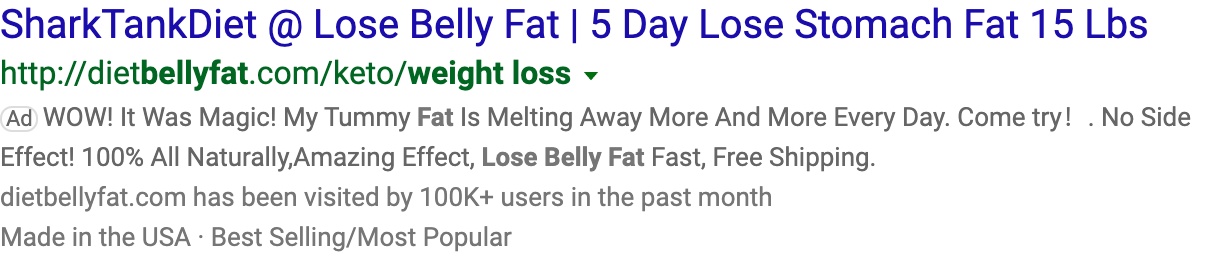 SharkTankDiet @ Lose Belly Fat | 5 Day Lose Stomach Fat 15 Lbs
http://dietbellyfat.com/keto/weight loss
Ad WOW! It Was Magic! My Tummy Fat Is Melting Away More And More Every Day. Come try！ . No Side
Effect! 100% All Naturally,Amazing Effect, Lose Belly Fat Fast, Free Shipping.
dietbellyfat.com has been visited by 100K+ users in the past month
Made in the USA · Best Selling/Most Popular